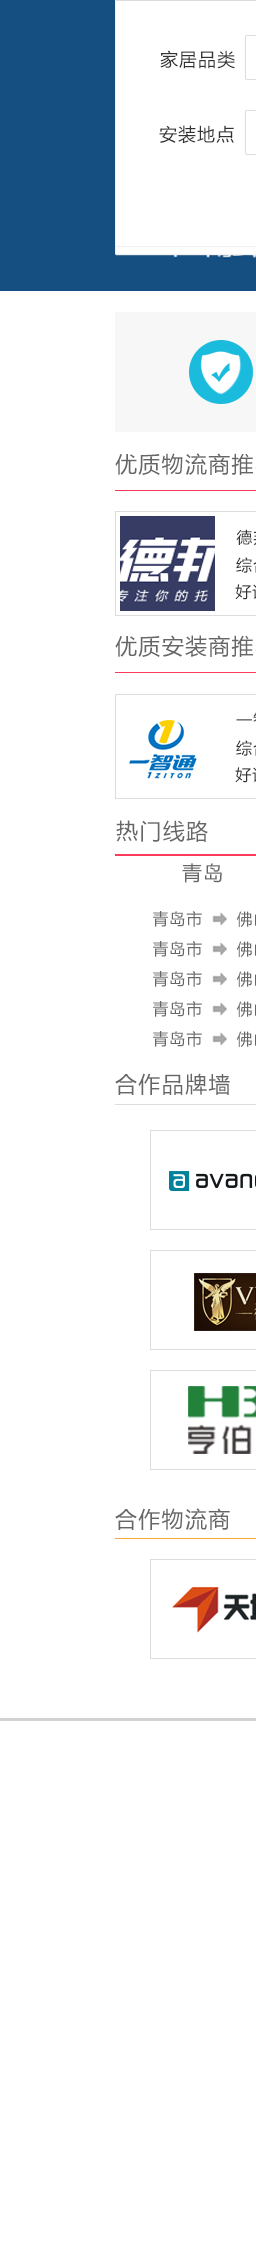 家居品类
安装地点
优质物流商推
德邦
专注你的托
德
综
好
优质安装商推
一智通
1ZITON
一
综
好
热门线路
青岛
青岛市 佛
青岛市 佛
青岛市 佛
青岛市 佛
青岛市 佛
合作品牌墙
a avan
V
H
亨伯
合作物流商
天